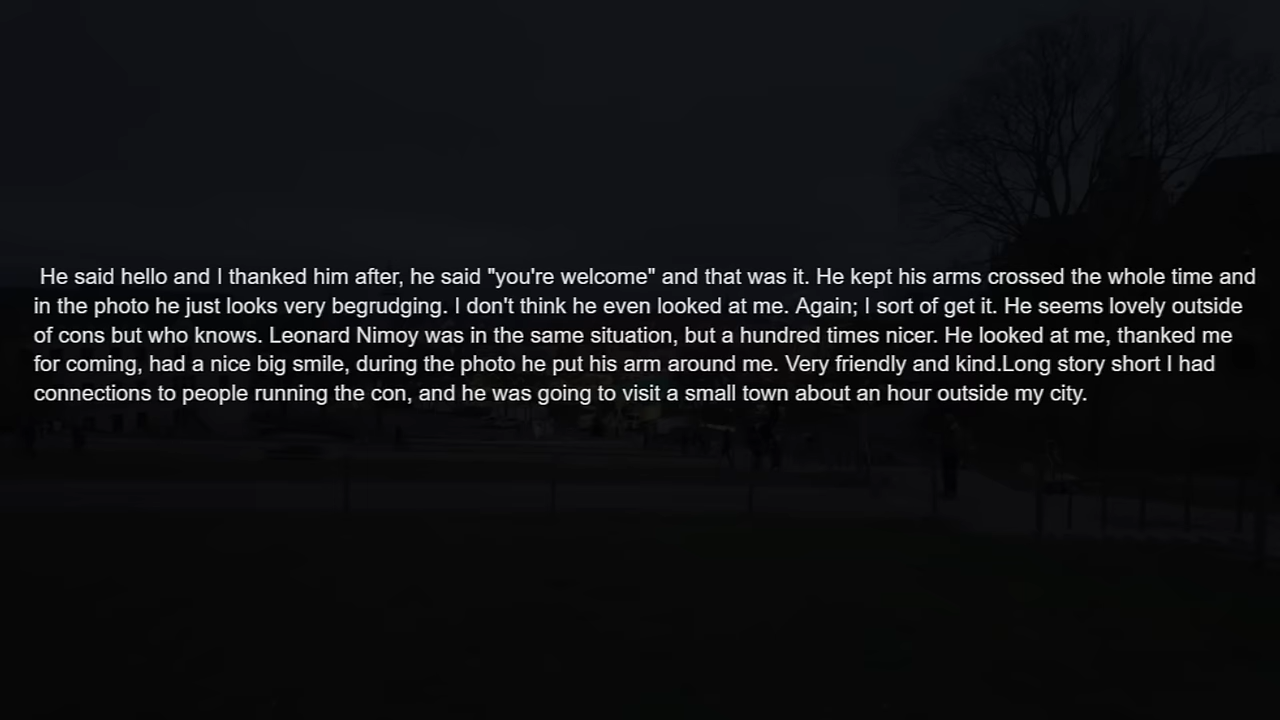 He said hello and I thanked him after, he said "you're welcome" and that was it. He kept his arms crossed the whole time and
in the photo he just looks very begrudging. I don't think he even looked at me. Again; I sort of get it. He seems lovely outside
of cons but who knows. Leonard Nimoy was in the same situation, but a hundred times nicer. He looked at me, thanked me
for coming, had a nice big smile, during the photo he put his arm around me. Very friendly and kind.Long story short I had
connections to people running the con, and he was going to visit a small town about an hour outside my city.